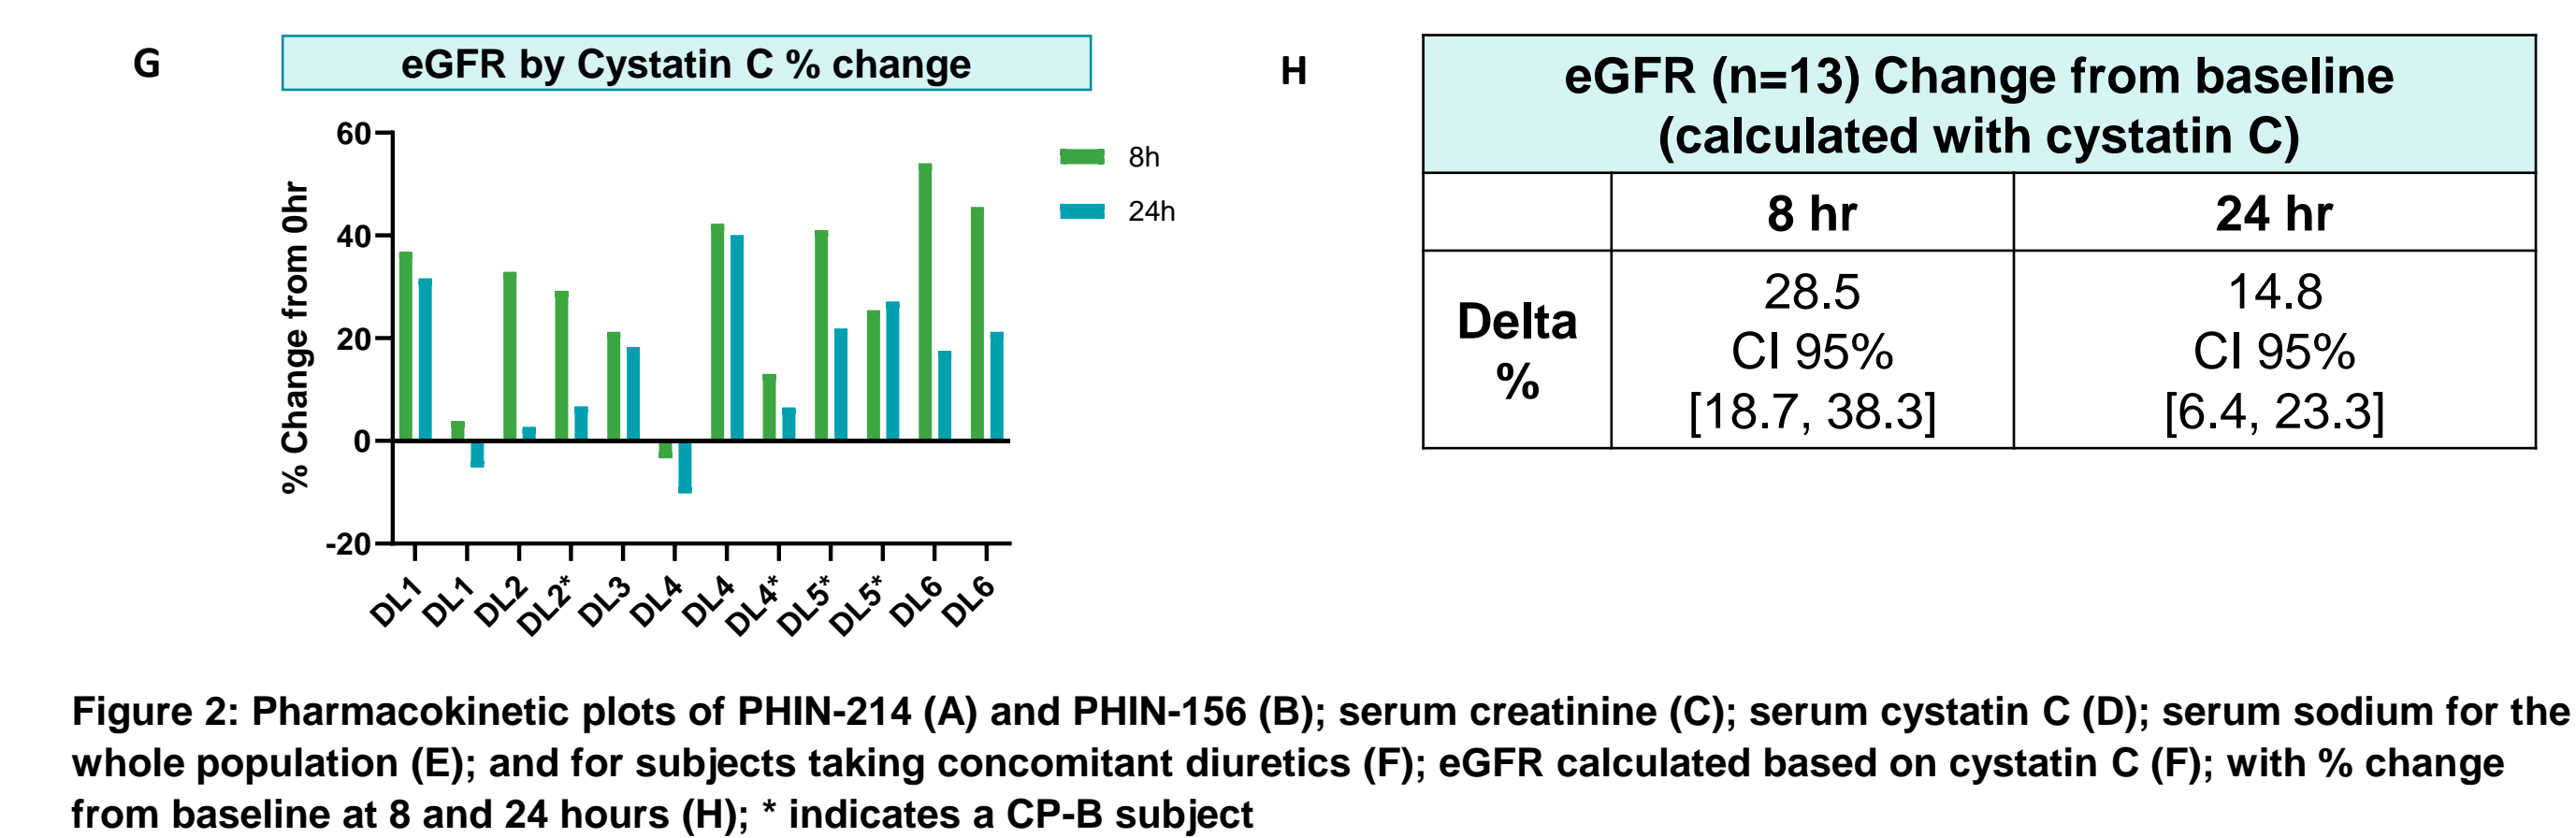 G
eGFR by Cystatin C % change
60
40
20
0
-20
% Change from 0hr
8h
24h
DL1
DL1
DL2
DL2*
DL3
DL4
DL4
DL4*
DL5*
DL5*
DL6
DL6
H
eGFR (n=13) Change from baseline
(calculated with cystatin C)
8 hr
24 hr
Delta
%
28.5
CI 95%
[18.7, 38.3]
14.8
CI 95%
[6.4, 23.3]
Figure 2: Pharmacokinetic plots of PHIN-214 (A) and PHIN-156 (B); serum creatinine (C); serum cystatin C (D); serum sodium for the
whole population (E); and for subjects taking concomitant diuretics (F); eGFR calculated based on cystatin C (F); with % change
from baseline at 8 and 24 hours (H); * indicates a CP-B subject